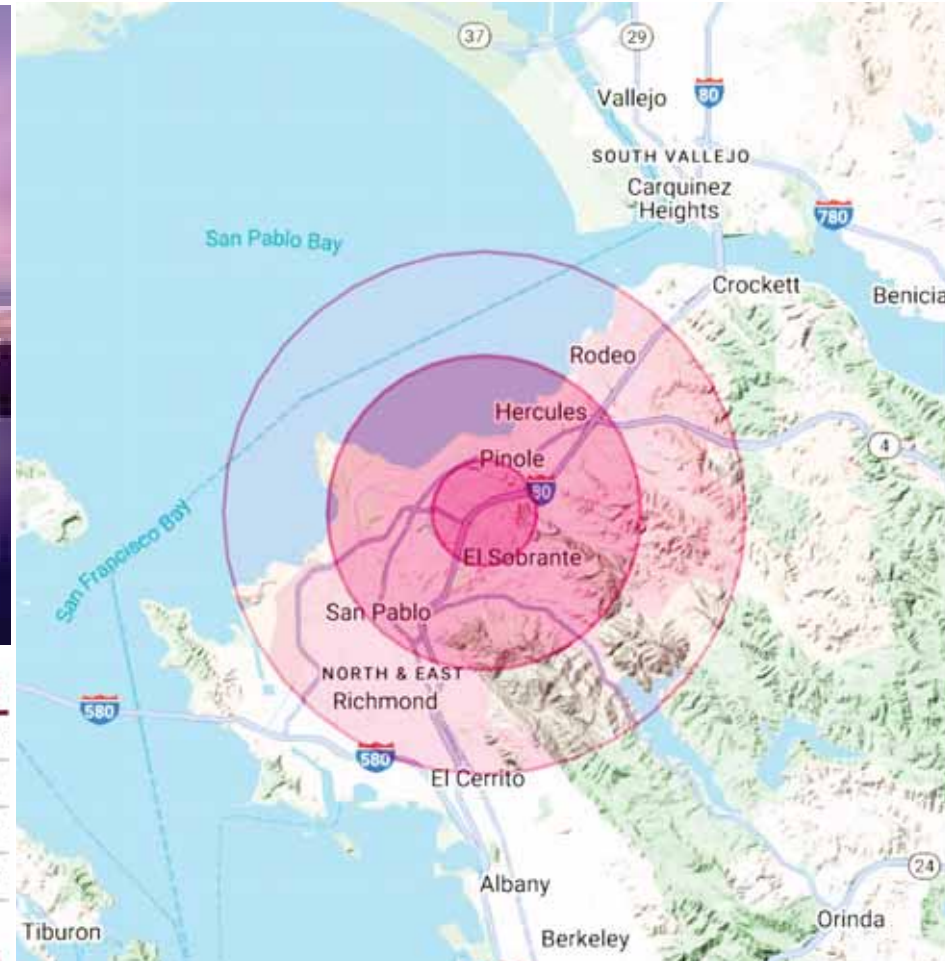 37
29
Vallejo
80
SOUTH VALLEJO
Carquinez
Heights
780
San Pablo Bay
Crockett
Benicia
Rodeo
Hercules
4
Pinole
80
El Sobrante
San Francisco Bay
San Pablo
NORTH & EAST
Richmond
580
580
El Cerrito
24
Albany
Orinda
Tiburon
Berkeley